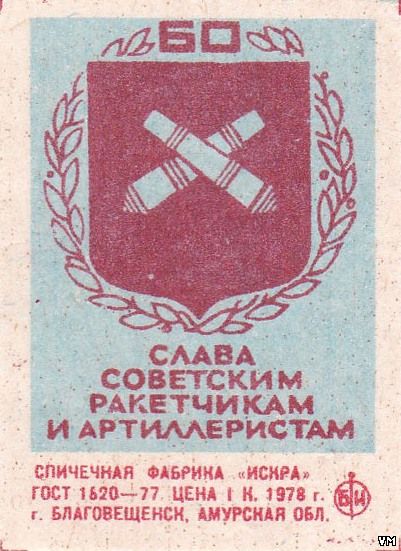 60
СЛАВА
СОВЕТСКИМ
РАКЕТЧИКАМ
И АРТИЛЛЕРИСТАМ
СПИЧЕЧНАЯ ФАБРИКА «ИСКРА»
ГОСТ 1820—77. ЦЕНА 1 К. 1978 г.
г. БЛАГОВЕЩЕНСК, АМУРСКАЯ ОБЛ.
БИ
VM